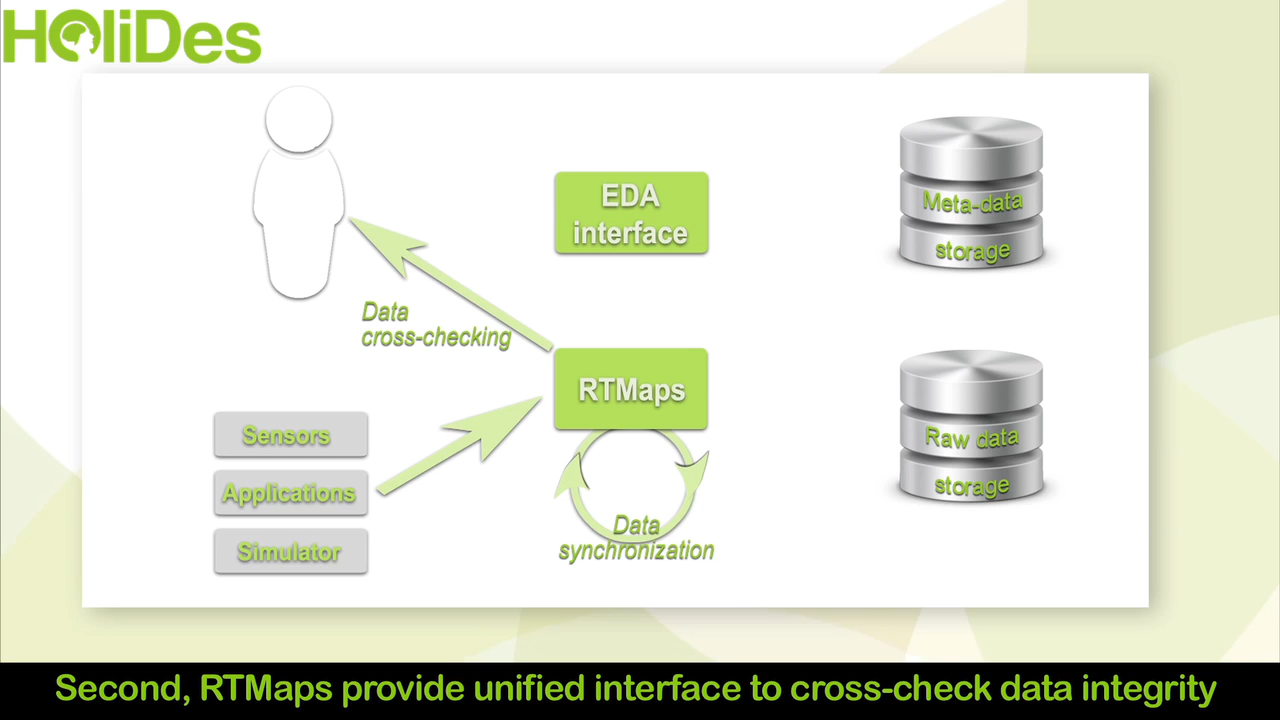 HoliDes
EDA
interface
Meta-data
storage
Data
cross-checking
RTMaps
Sensors
Applications
Simulator
Raw data
storage
Data
synchronization
Second, RTMaps provide unified interface to cross-check data integrity